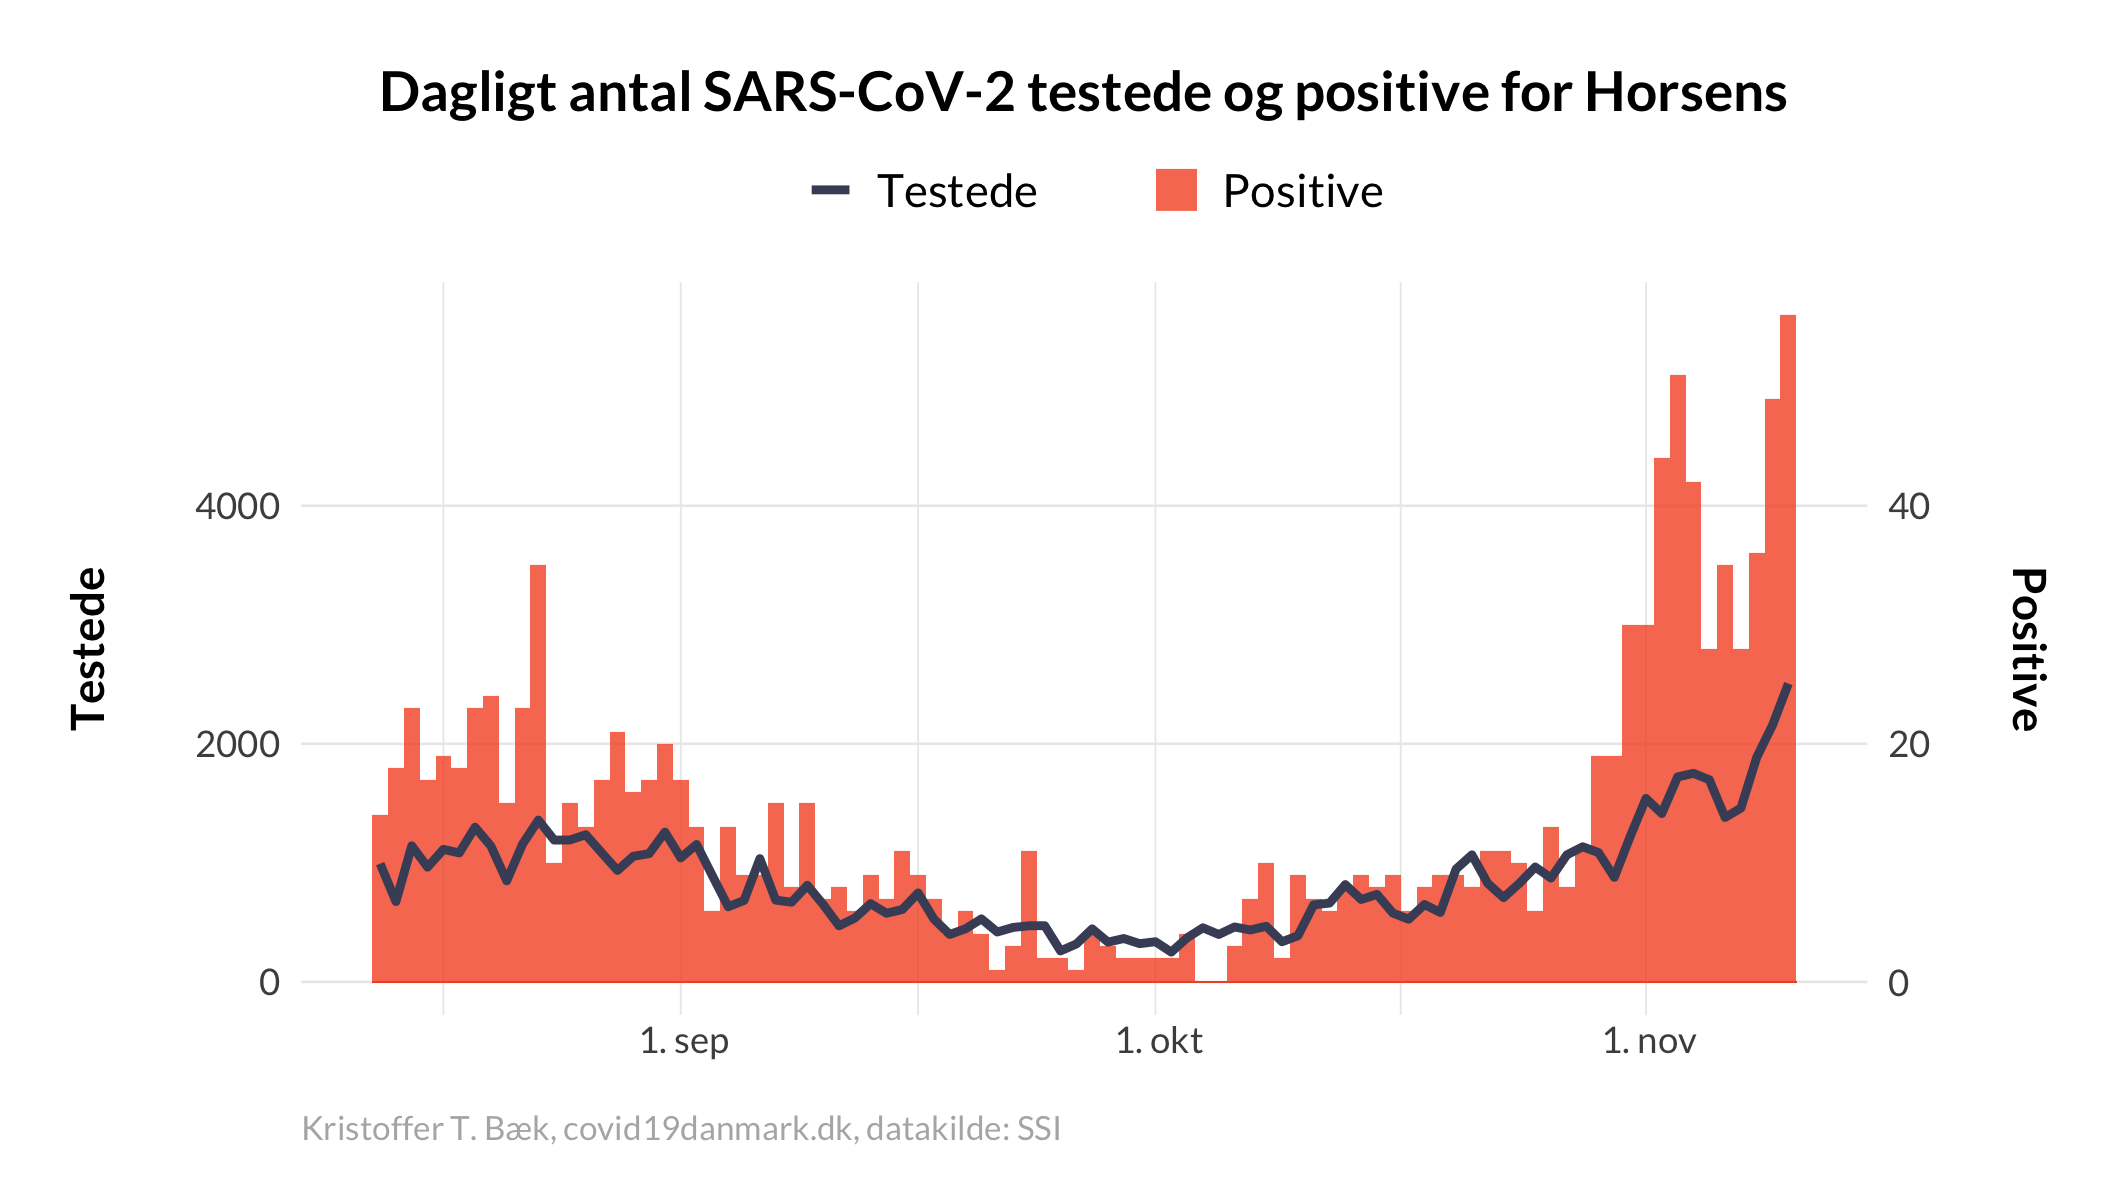 Dagligt antal SARS-CoV-2 testede og positive for Horsens
Testede
Positive
4000
2000
0
Testede
40
20
0
Positive
1. sep
1. okt
1. nov
Kristoffer T. Bæk, covid19danmark.dk, datakilde: SSI